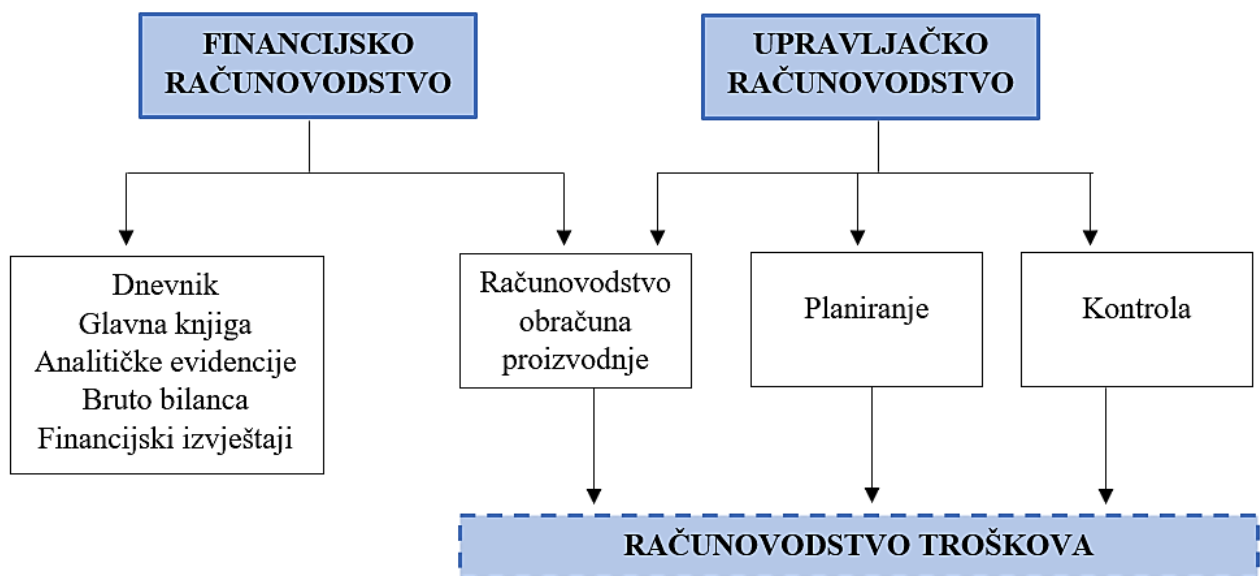 FINANCIJSKO
RAČUNOVODSTVO
UPRAVLJAČKO
RAČUNOVODSTVO
Dnevnik
Glavna knjiga
Analitičke evidencije
Bruto bilanca
Financijski izvještaji
Računovodstvo
obračuna
proizvodnje
Planiranje
Kontrola
RAČUNOVODSTVO TROŠKOVA